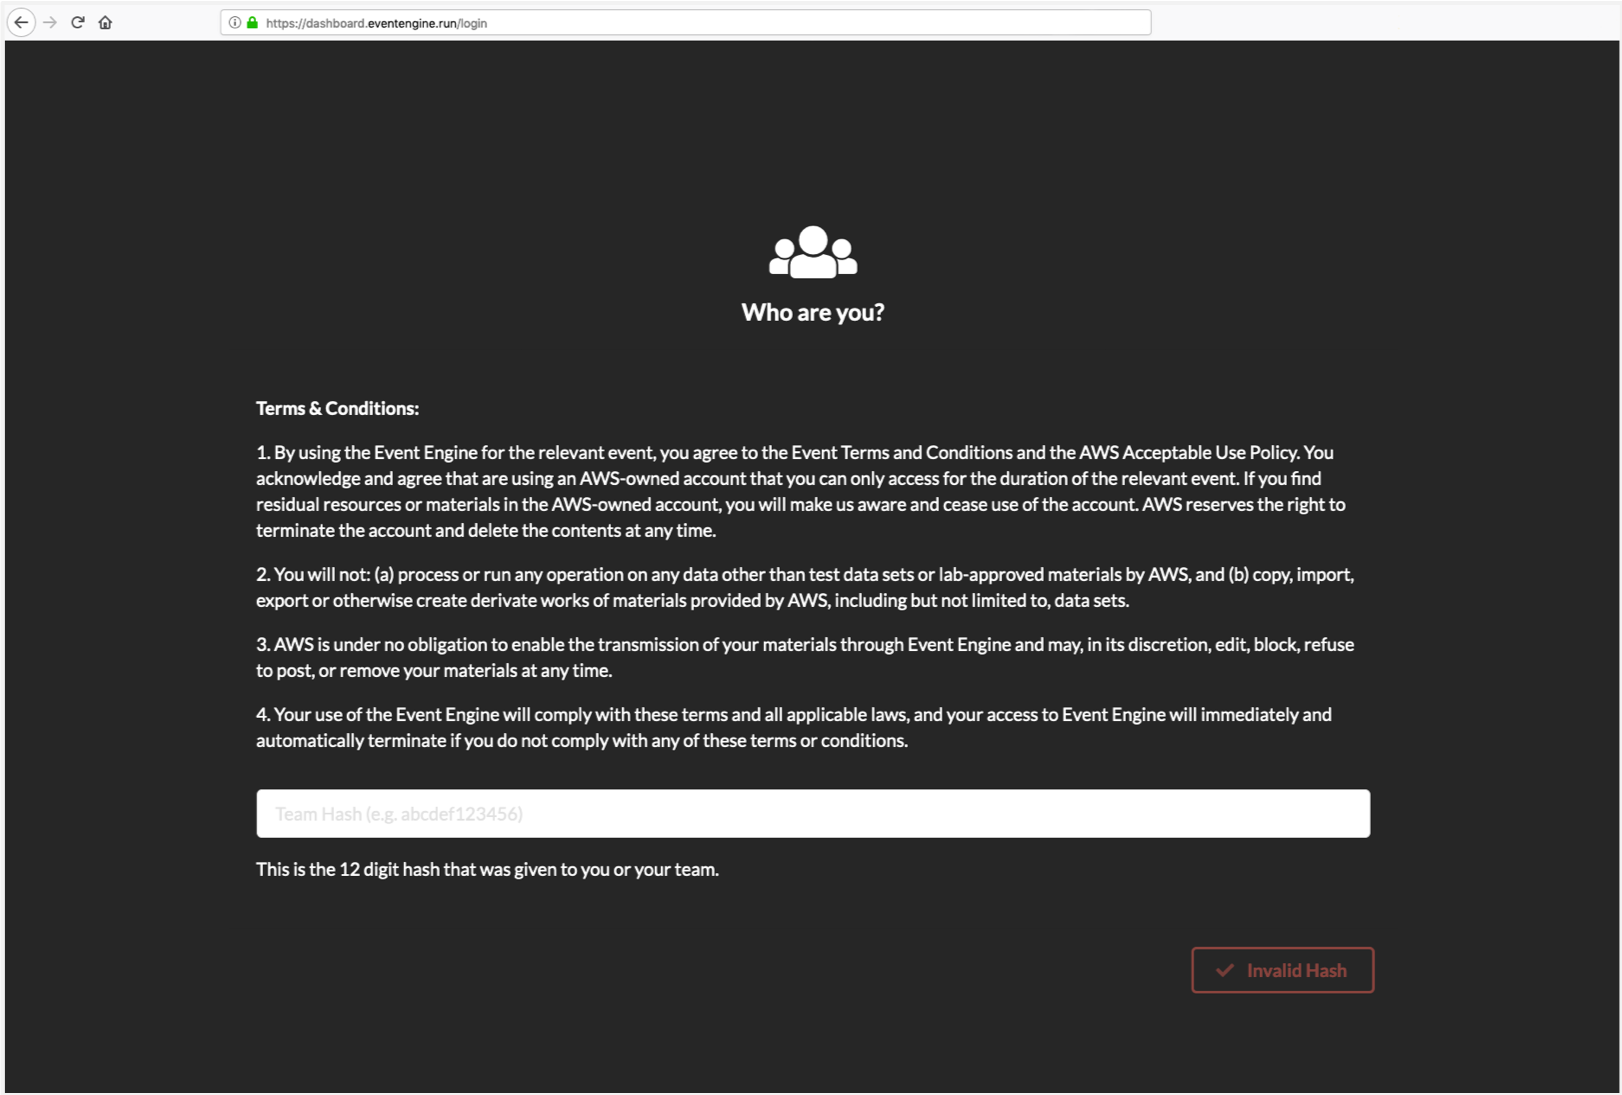 https://dashboard.eventengine.run/login
Who are you?
Terms & Conditions:
1. By using the Event Engine for the relevant event, you agree to the Event Terms and Conditions and the AWS Acceptable Use Policy. You
acknowledge and agree that are using an AWS-owned account that you can only access for the duration of the relevant event. If you find
residual resources or materials in the AWS-owned account, you will make us aware and cease use of the account. AWS reserves the right to
terminate the account and delete the contents at any time.
2. You will not: (a) process or run any operation on any data other than test data sets or lab-approved materials by AWS, and (b) copy, import,
export or otherwise create derivate works of materials provided by AWS, including but not limited to, data sets.
3. AWS is under no obligation to enable the transmission of your materials through Event Engine and may, in its discretion, edit, block, refuse
to post, or remove your materials at any time.
4. Your use of the Event Engine will comply with these terms and all applicable laws, and your access to Event Engine will immediately and
automatically terminate if you do not comply with any of these terms or conditions.
Team Hash (e.g. abcdef123456)
This is the 12 digit hash that was given to you or your team.
Invalid Hash